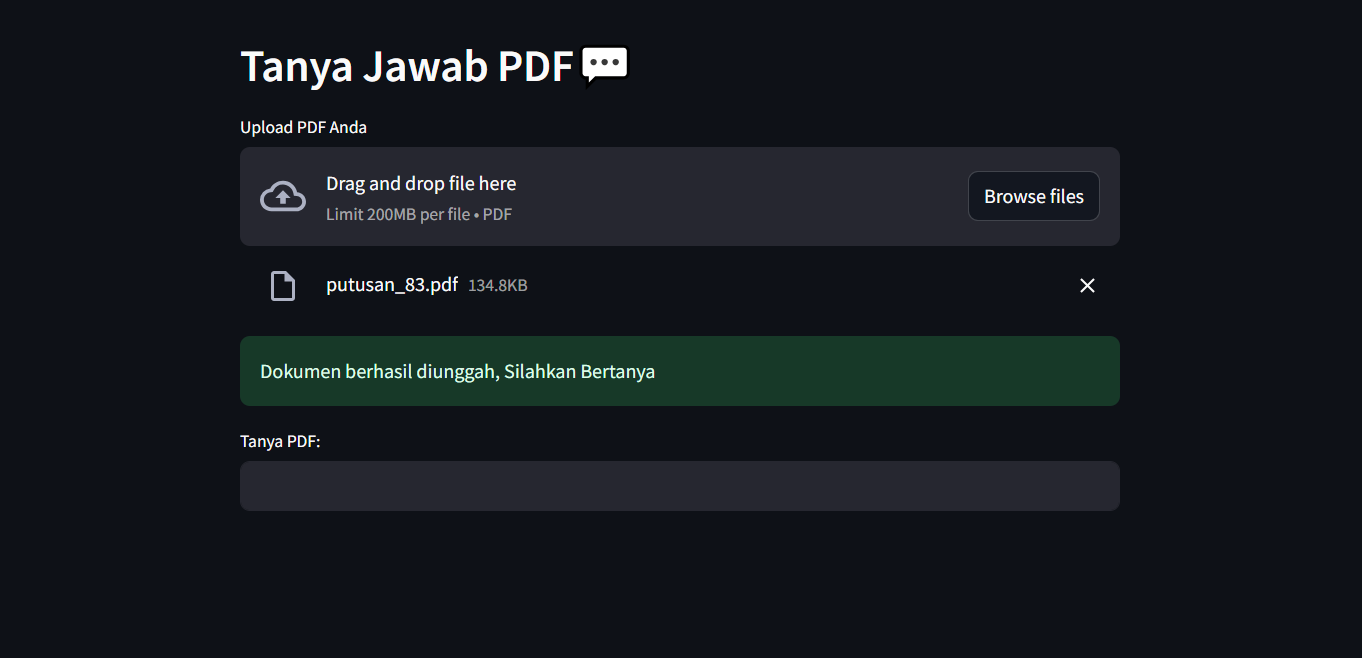 Tanya Jawab PDF💬
Upload PDF Anda
Drag and drop file here
Limit 200MB per file • PDF
Browse files
putusan_83.pdf 134.8KB
Dokumen berhasil diunggah, Silahkan Bertanya
Tanya PDF: